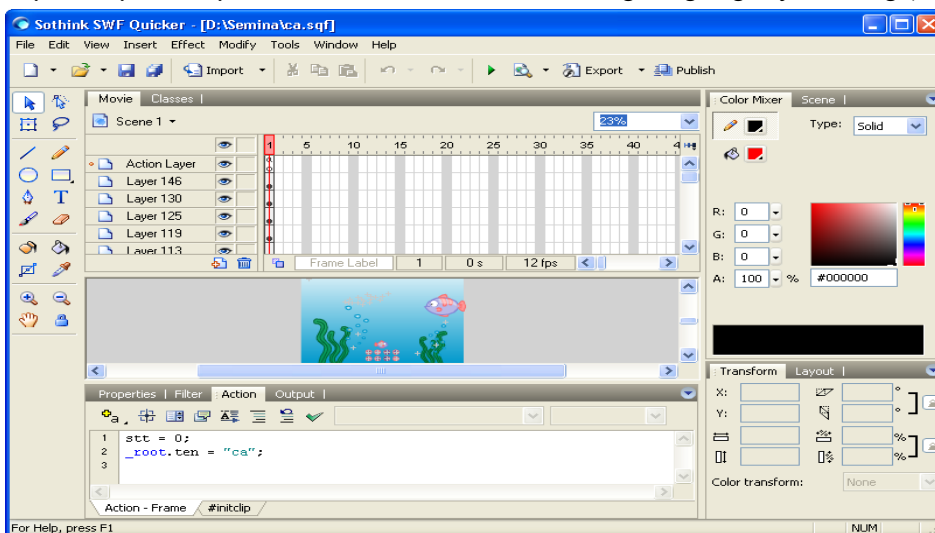 Sothink SWF Quicker - [D:\Semina\ca.sqf]
File Edit View Insert Effect Modify Tools Window Help
Import Export Publish
Movie Classes
Scene 1 23%
1 5 10 15 20 25 30 35 40 4
Action Layer
Layer 146
Layer 130
Layer 125
Layer 119
Layer 113
Frame Label 1 0 s 12 fps
Properties Filter Action Output
1 stt = 0;
2 _root.ten = "ca";
3
Action - Frame #initclip
Color Mixer Scene
Type: Solid
R: 0
G: 0
B: 0
A: 100 % #000000
Transform Layout
X: °
Y: °
%
%
Color transform: None
For Help, press F1 NUM